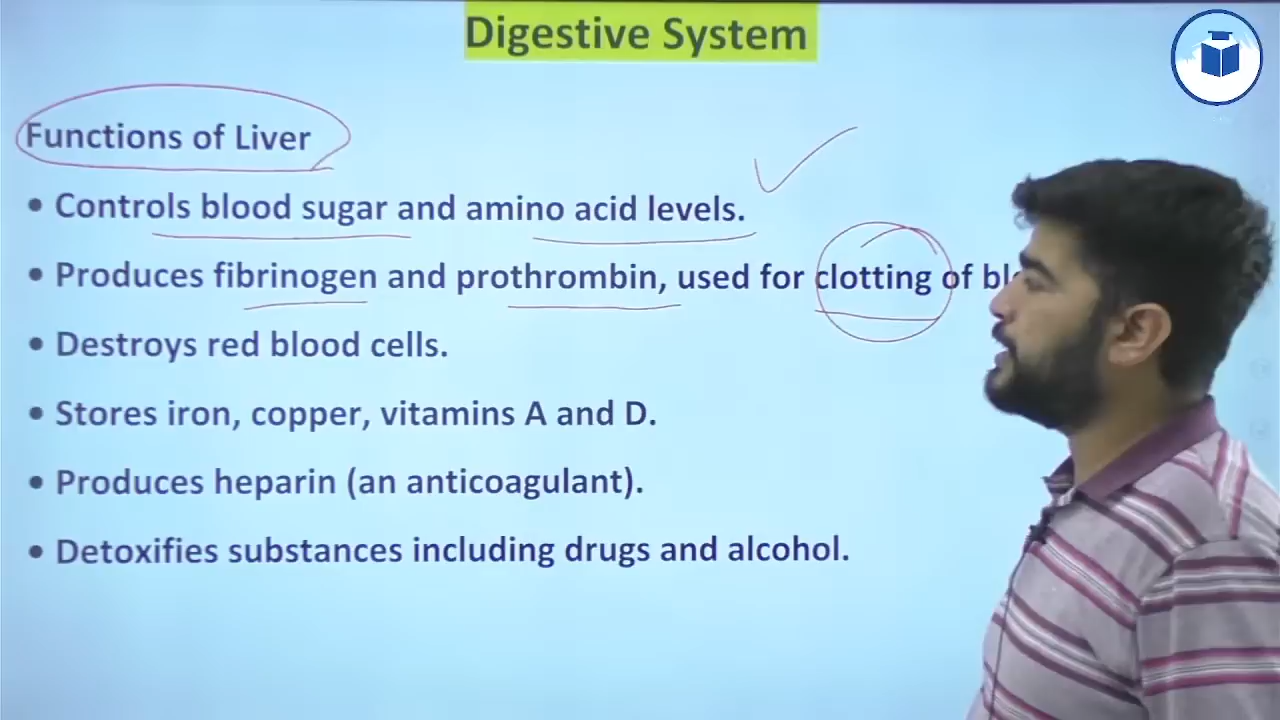 Digestive System
Functions of Liver
• Controls blood sugar and amino acid levels.
• Produces fibrinogen and prothrombin, used for clotting of
• Destroys red blood cells.
• Stores iron, copper, vitamins A and D.
• Produces heparin (an anticoagulant).
• Detoxifies substances including drugs and alcohol.